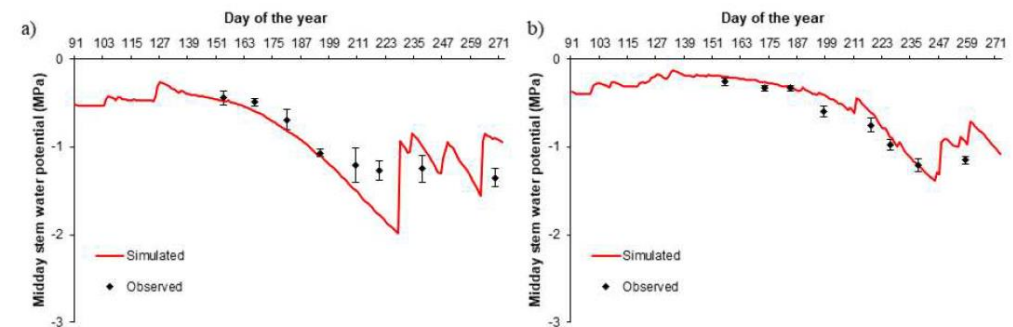 a)
Day of the year
91 103 115 127 139 151 163 175 187 199 211 223 235 247 259 271
0
-1
-2
-3
Midday stem water potential (MPa)
Simulated
Observed
b)
Day of the year
91 103 115 127 139 151 163 175 187 199 211 223 235 247 259 271
0
-1
-2
-3
Midday stem water potential (MPa)
Simulated
Observed